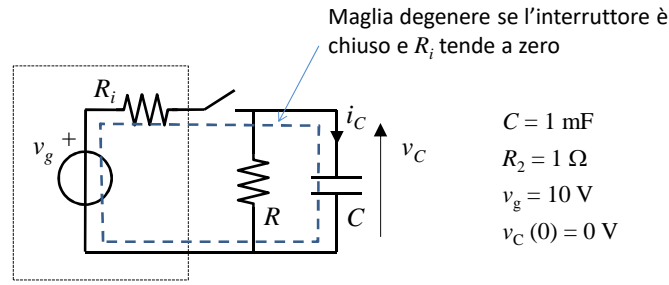 Maglia degenere se l'interruttore è
chiuso e R_i tende a zero
R_i
i_C
+
v_g
v_C
R
C
C = 1 mF
R_2 = 1 Ω
v_g = 10 V
v_C (0) = 0 V